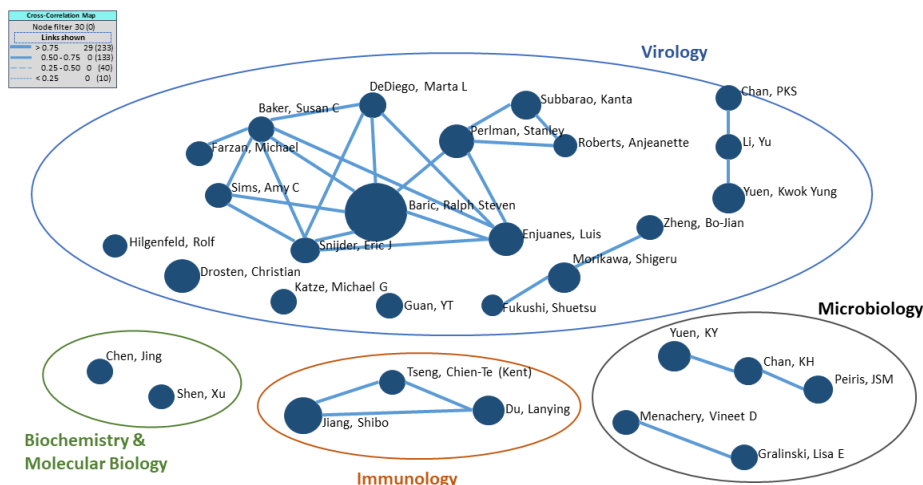 Cross-Correlation Map
Node filter 30 (0)
Links shown
> 0.75 29 (233)
0.50 - 0.75 0 (133)
0.25 - 0.50 0 (40)
< 0.25 0 (10)
Virology
DeDiego, Marta L
Subbarao, Kanta
Chan, PKS
Baker, Susan C
Perlman, Stanley
Roberts, Anjeanette
Li, Yu
Farzan, Michael
Sims, Amy C
Baric, Ralph Steven
Yuen, Kwok Yung
Zheng, Bo-Jian
Enjuanes, Luis
Hilgenfeld, Rolf
Snijder, Eric J
Morikawa, Shigeru
Drosten, Christian
Katze, Michael G
Guan, YT
Fukushi, Shuetsu
Microbiology
Yuen, KY
Chan, KH
Peiris, JSM
Menachery, Vineet D
Gralinski, Lisa E
Chen, Jing
Shen, Xu
Biochemistry &
Molecular Biology
Tseng, Chien-Te (Kent)
Jiang, Shibo
Du, Lanying
Immunology